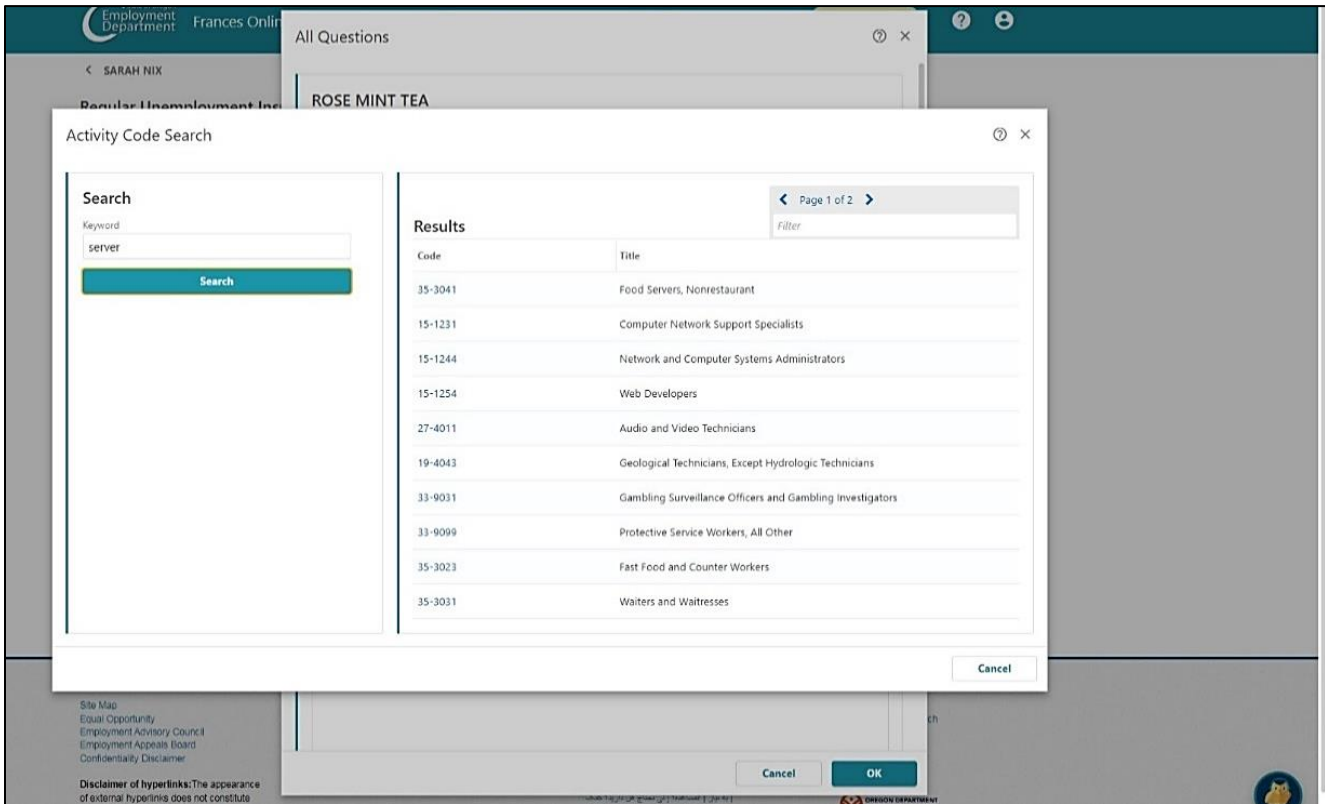 Employment
Department
Frances Onlin
All Questions
< SARAH NIX
Regular Unemployment Ins
ROSE MINT TEA
Activity Code Search
Search
Keyword
server
Search
Page 1 of 2
Results
Filter
Code Title
35-3041 Food Servers, Nonrestaurant
15-1231 Computer Network Support Specialists
15-1244 Network and Computer Systems Administrators
15-1254 Web Developers
27-4011 Audio and Video Technicians
19-4043 Geological Technicians, Except Hydrologic Technicians
33-9031 Gambling Surveillance Officers and Gambling Investigators
33-9099 Protective Service Workers, All Other
35-3023 Fast Food and Counter Workers
35-3031 Waiters and Waitresses
Cancel
Site Map
Equal Opportunity
Employment Advisory Council
Employment Appeals Board
Confidentiality Disclaimer
ch
Cancel OK
Disclaimer of hyperlinks: The appearance
of external hyperlinks does not constitute
OREGON DEPARTMENT